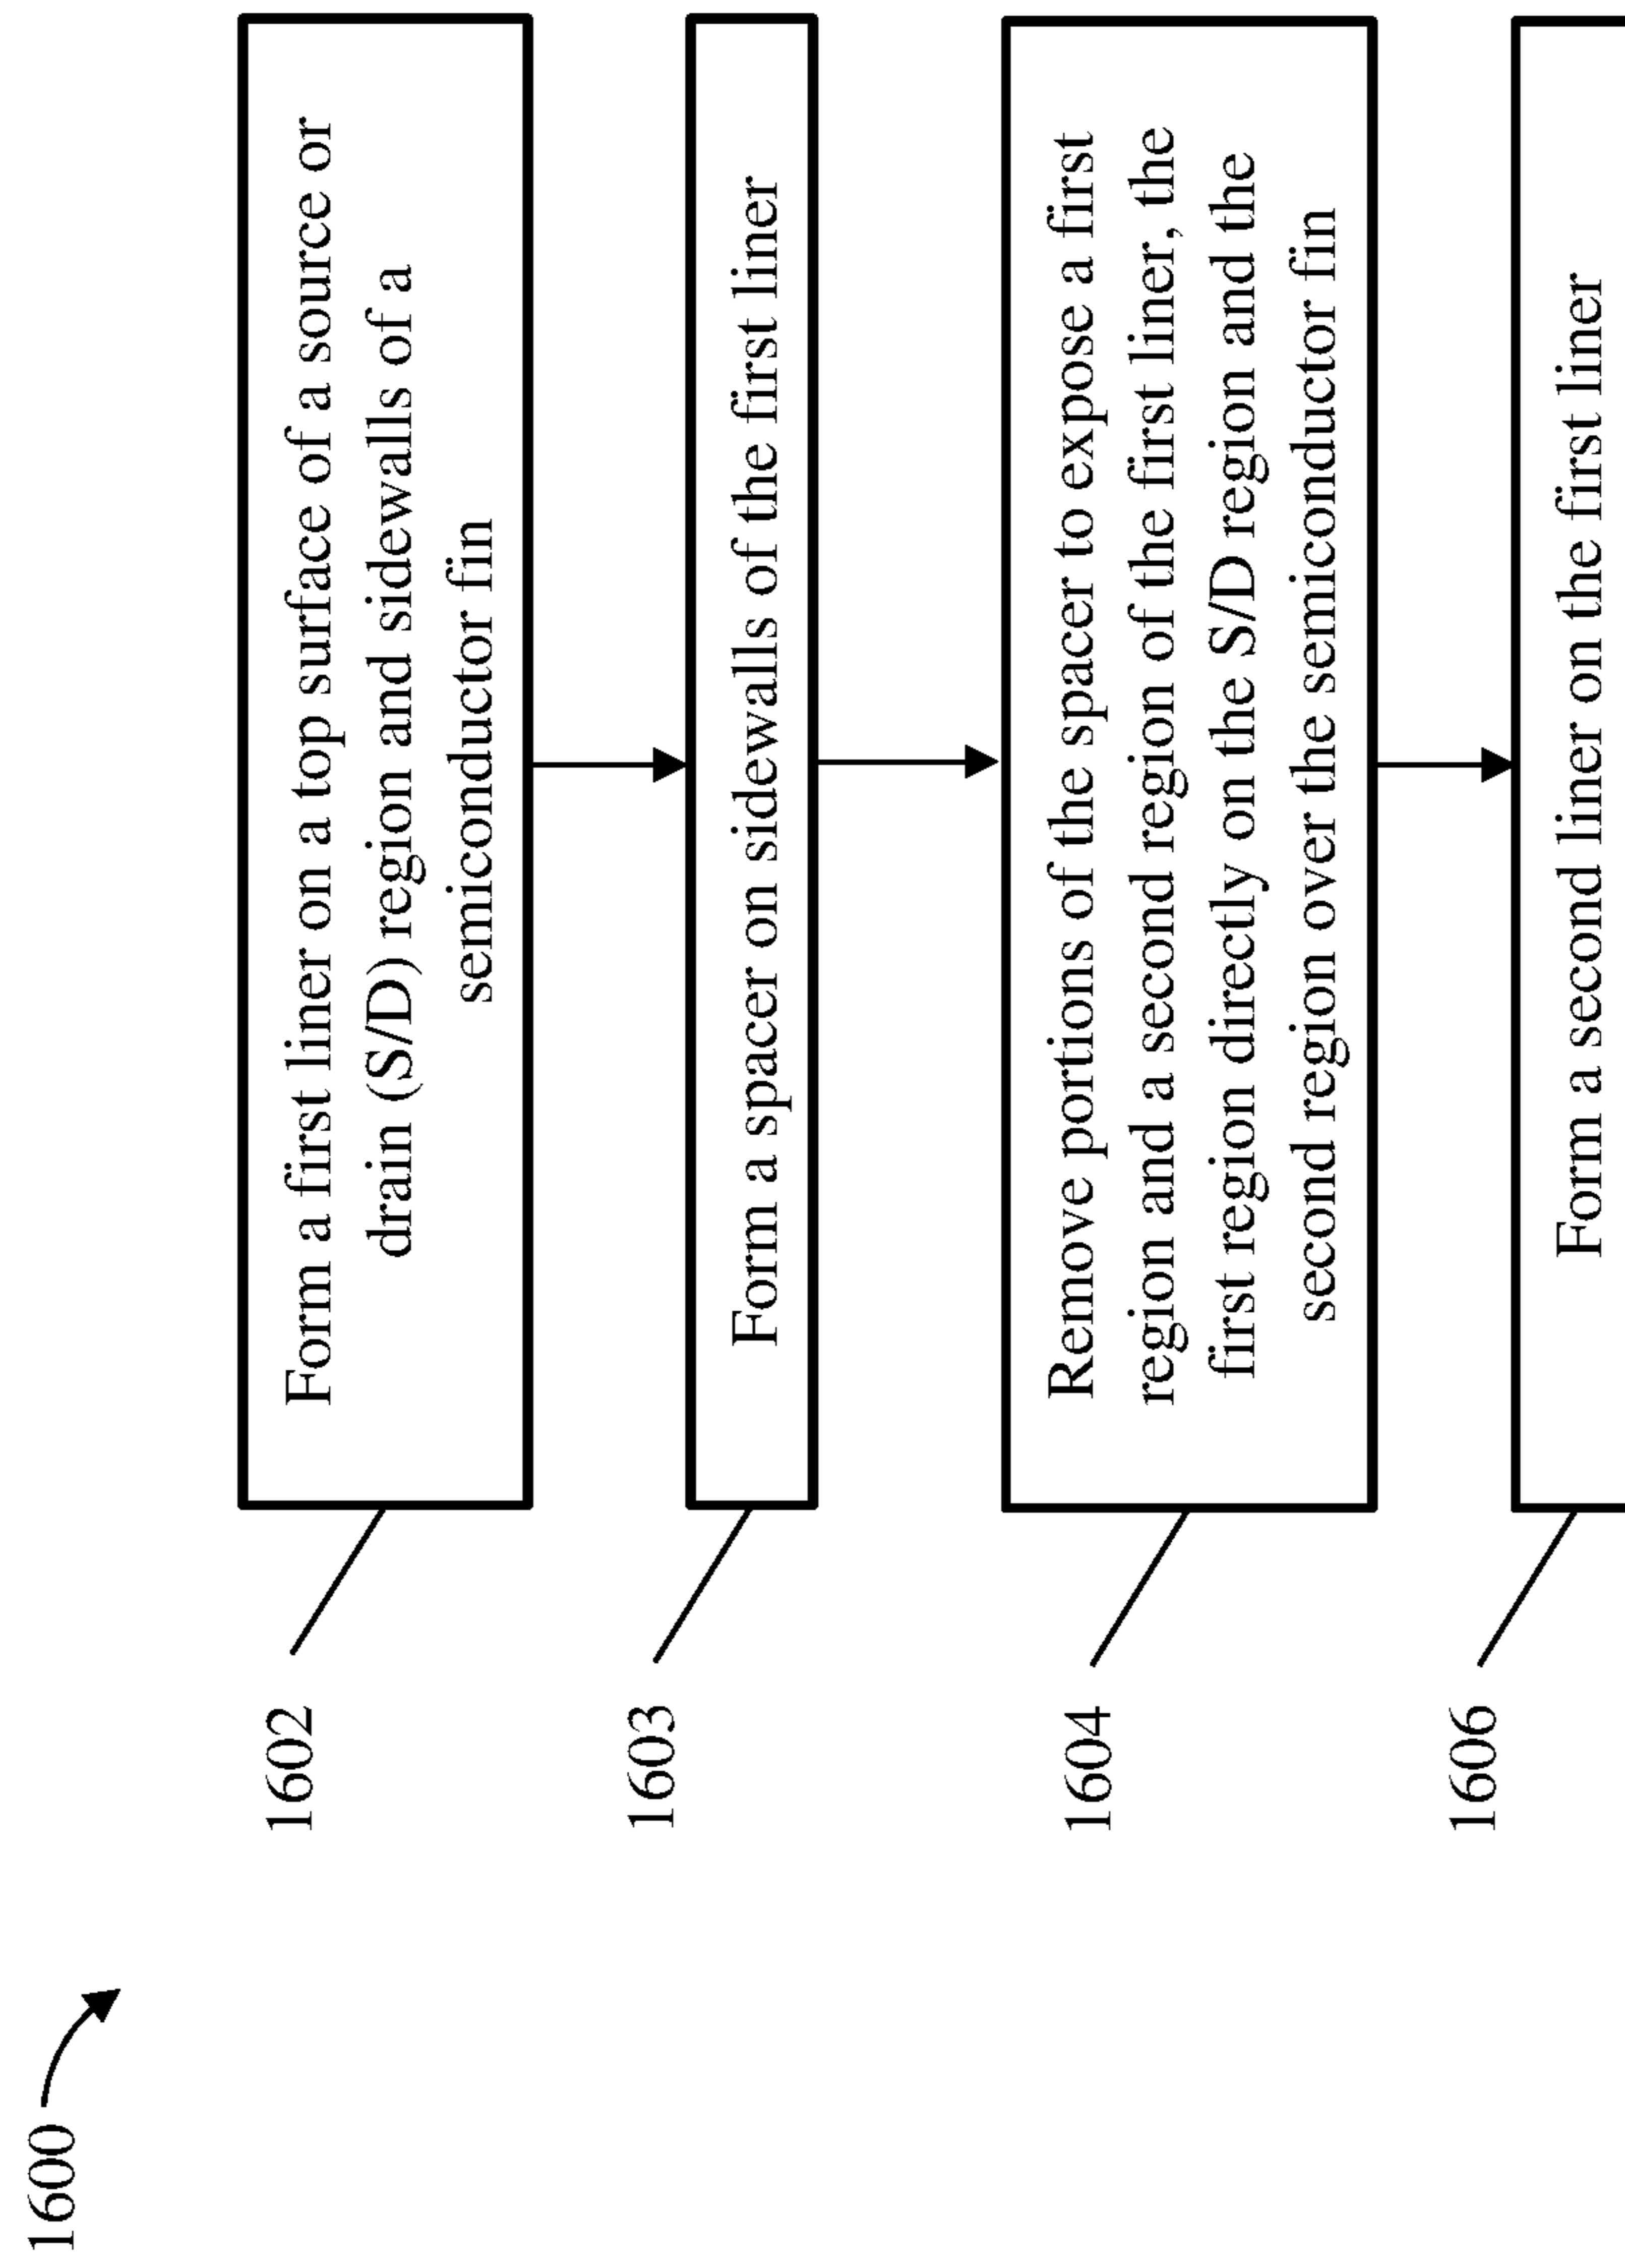 1600
1602
Form a first liner on a top surface of a source or
drain (S/D) region and sidewalls of a
semiconductor fin
1603
Form a spacer on sidewalls of the first liner
1604
Remove portions of the spacer to expose a first
region and a second region of the first liner, the
first region directly on the S/D region and the
second region over the semiconductor fin
1606
Form a second liner on the first liner